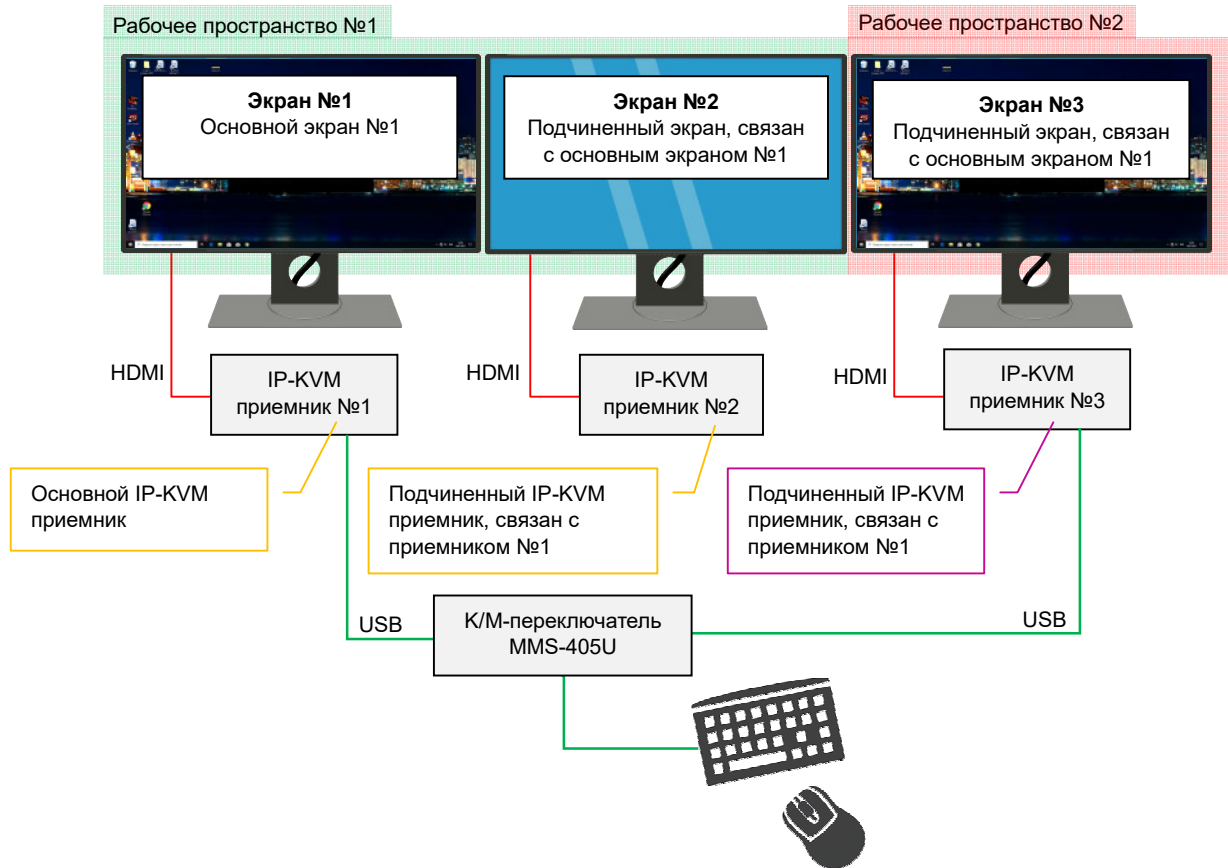 Рабочее пространство №1
Рабочее пространство №2
Экран №1
Основной экран №1
Экран №2
Подчиненный экран, связан
с основным экраном №1
Экран №3
Подчиненный экран, связан
с основным экраном №1
HDMI
IP-KVM
приемник №1
HDMI
IP-KVM
приемник №2
HDMI
IP-KVM
приемник №3
Основной IP-KVM
приемник
Подчиненный IP-KVM
приемник, связан с
приемником №1
Подчиненный IP-KVM
приемник, связан с
приемником №1
USB
К/М-переключатель
MMS-405U
USB